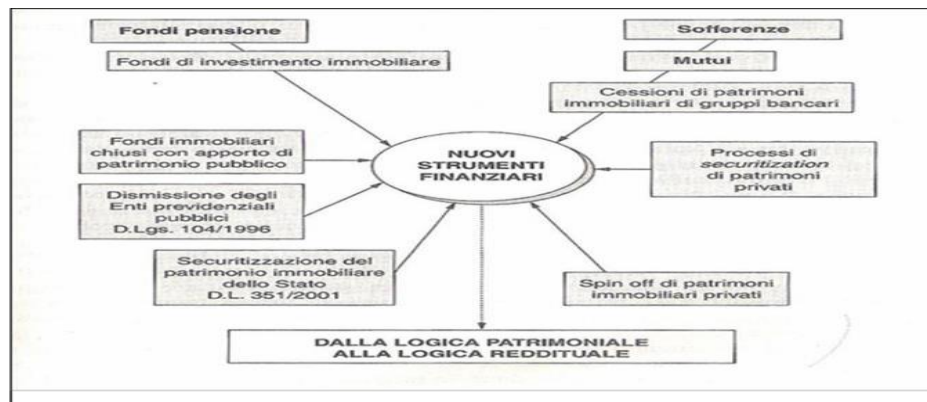 Fondi pensione
Fondi di investimento immobiliare
Sofferenze
Mutui
Cessioni di patrimoni
immobiliari di gruppi bancari
Fondi immobiliari
chiusi con apporto di
patrimonio pubblico
NUOVI
STRUMENTI
FINANZIARI
Processi di
securitization
di patrimoni
privati
Dismissione degli
Enti previdenziali
pubblici
D.Lgs. 104/1996
Securitizzazione del
patrimonio immobiliare
dello Stato
D.L. 351/2001
Spin off di patrimoni
immobiliari privati
DALLA LOGICA PATRIMONIALE
ALLA LOGICA REDDITUALE